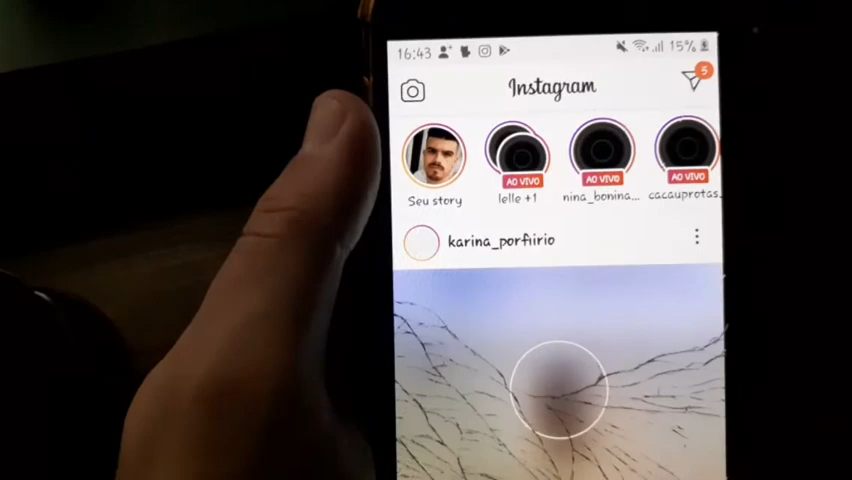 16:43 15%
Instagram
5
AO VIVO AO VIVO AO VIVO
Seu story lelle +1 nina_bonina... cacauprotas.
karina_porfiirio